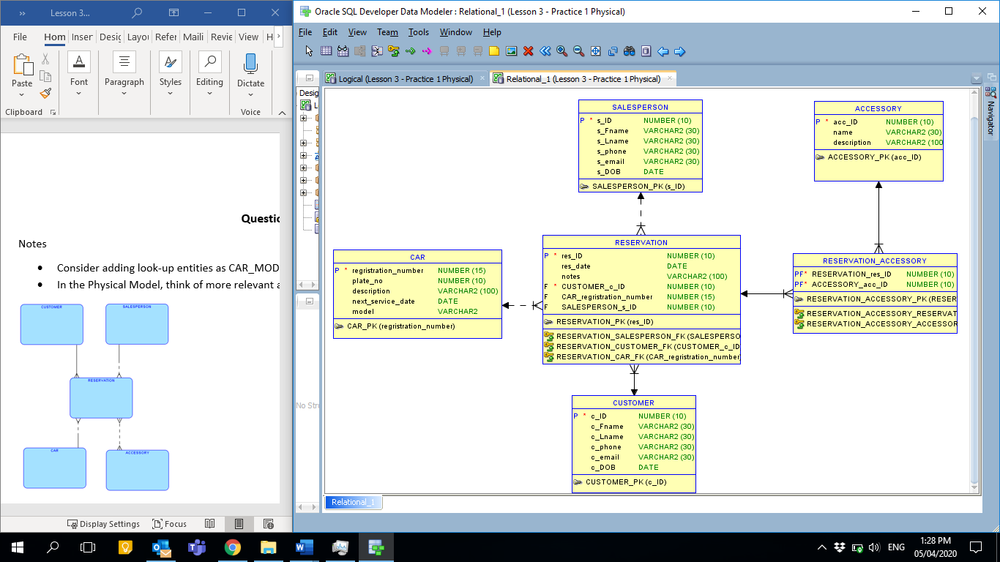 Lesson 3...
File Hom Inser Desig Layou Refer Maili Revie View H
Paste Font Paragraph Styles Editing Dictate
Clipboard Voice
Questio
Notes
Consider adding look-up entities as CAR_MOD
In the Physical Model, think of more relevant a
CUSTOMER SALESPERSON
RESERVATION
CAR ACCESSORY
Display Settings Focus
Oracle SQL Developer Data Modeler : Relational_1 (Lesson 3 - Practice 1 Physical)
File Edit View Team Tools Window Help
Logical (Lesson 3 - Practice 1 Physical) Relational_1 (Lesson 3 - Practice 1 Physical)
Desig
No Stru
Navigator
SALESPERSON
P * s_ID NUMBER (10)
s_Fname VARCHAR2 (30)
s_Lname VARCHAR2 (30)
s_phone VARCHAR2 (30)
s_email VARCHAR2 (30)
s_DOB DATE
SALESPERSON_PK (s_ID)
ACCESSORY
P * acc_ID NUMBER (10)
name VARCHAR2 (30)
description VARCHAR2 (100
ACCESSORY_PK (acc_ID)
CAR
P * regristration_number NUMBER (15)
plate_no NUMBER (10)
description VARCHAR2 (100)
next_service_date DATE
model VARCHAR2
CAR_PK (regristration_number)
RESERVATION
P * res_ID NUMBER (10)
res_date DATE
notes VARCHAR2 (100)
F * CUSTOMER_c_ID NUMBER (10)
F CAR_regristration_number NUMBER (15)
F SALESPERSON_s_ID NUMBER (10)
RESERVATION_PK (res_ID)
RESERVATION_SALESPERSON_FK (SALESPERSO
RESERVATION_CUSTOMER_FK (CUSTOMER_c_ID
RESERVATION_CAR_FK (CAR_regristration_number
RESERVATION_ACCESSORY
PF* RESERVATION_res_ID NUMBER (10)
PF* ACCESSORY_acc_ID NUMBER (10)
RESERVATION_ACCESSORY_PK (RESER
RESERVATION_ACCESSORY_RESERVAT
RESERVATION_ACCESSORY_ACCESSOR
CUSTOMER
P * c_ID NUMBER (10)
c_Fname VARCHAR2 (30)
c_Lname VARCHAR2 (30)
c_phone VARCHAR2 (30)
c_email VARCHAR2 (30)
c_DOB DATE
CUSTOMER_PK (c_ID)
Relational_1
ENG
1:28 PM
05/04/2020